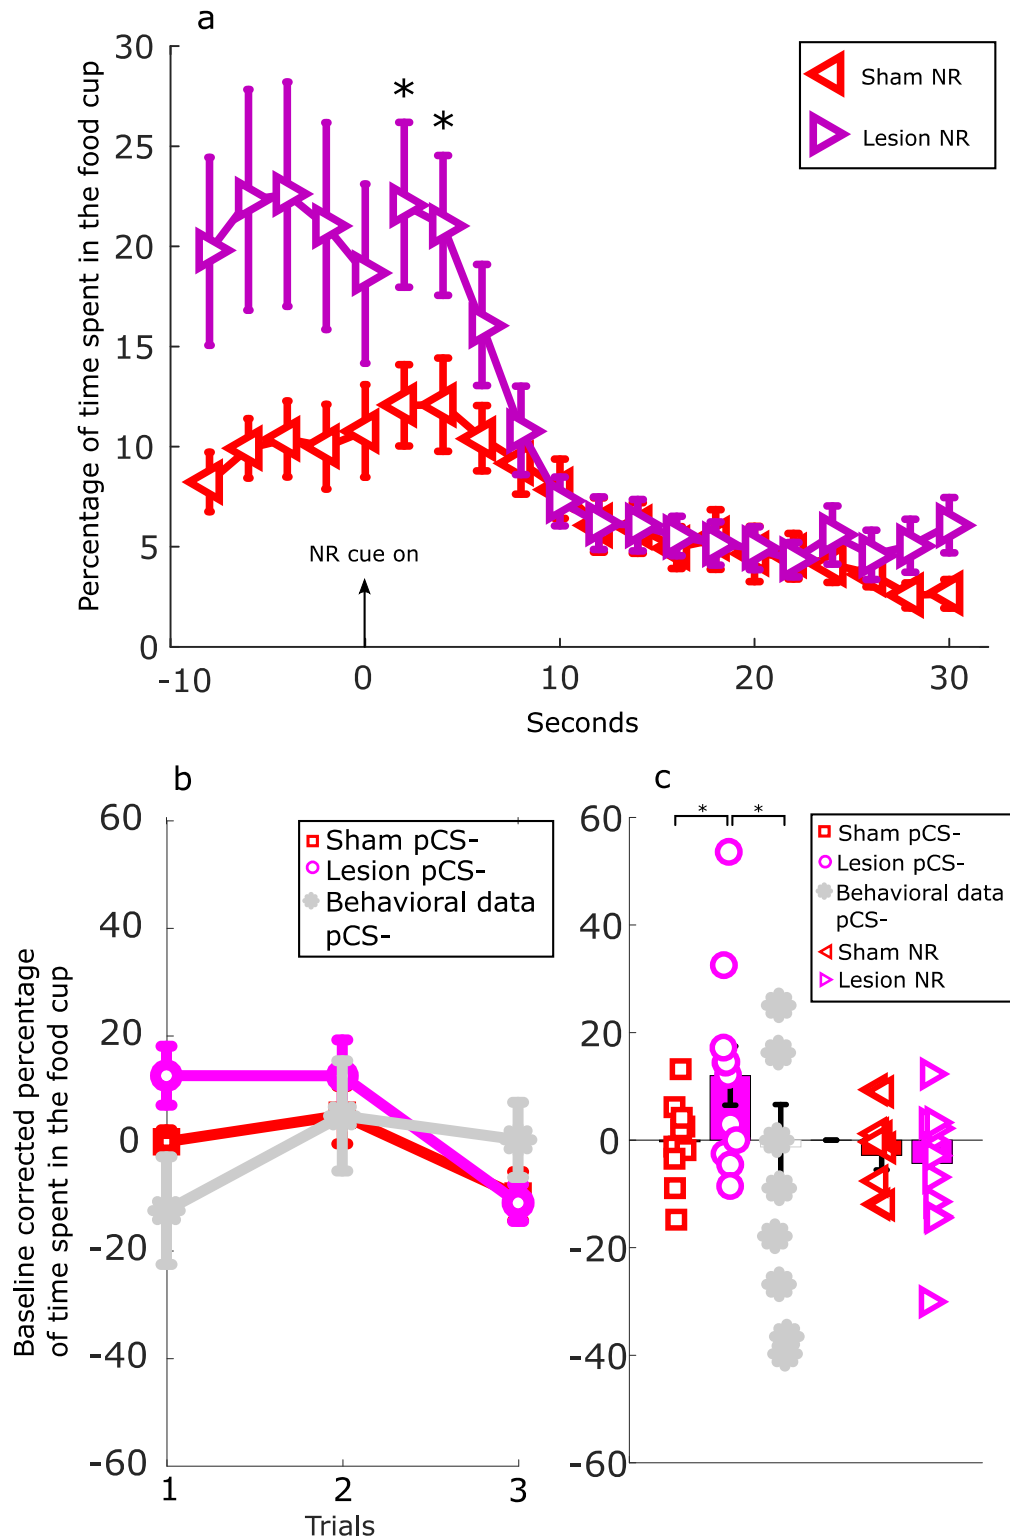 a
Percentage of time spent in the food cup
30
25
20
15
10
5
0
*
*
Sham NR
Lesion NR
NR cue on
-10
0
10
20
30
Seconds
b
Baseline corrected percentage
of time spent in the food cup
60
40
20
0
-20
-40
-60
Sham pCS-
Lesion pCS-
Behavioral data
pCS-
1
2
3
Trials
c
60
40
20
0
-20
-40
-60
*
*
Sham pCS-
Lesion pCS-
Behavioral data
pCS-
Sham NR
Lesion NR